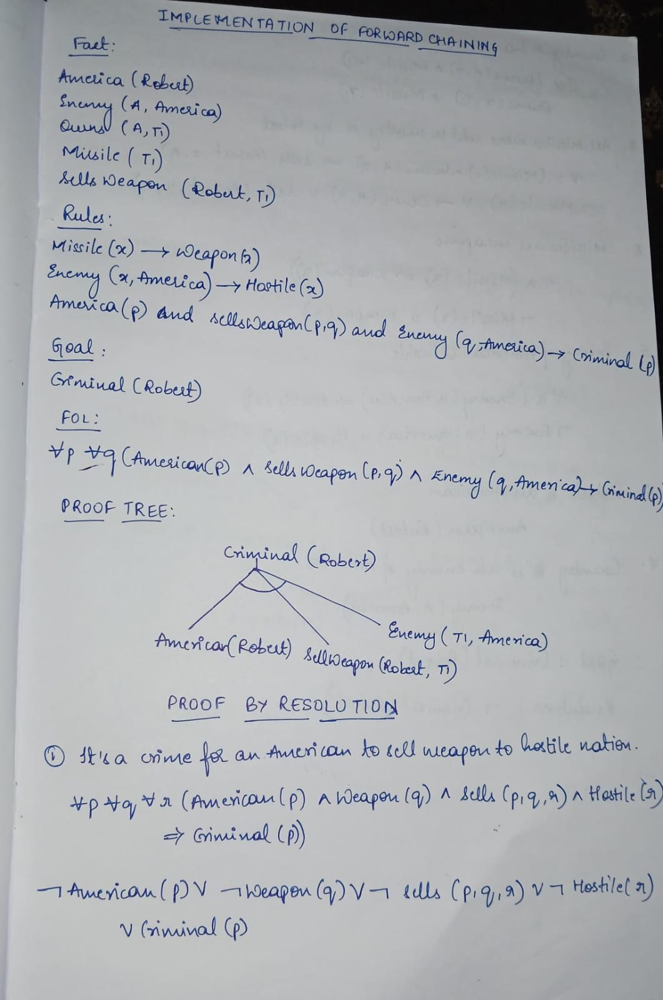 IMPLEMENTATION OF FORWARD CHAINING
Fact:
America (Robert)
Enemy (A, America)
Owns (A, T1)
Missile (T1)
Sells Weapon (Robert, T1)
Rules:
Missile (x) → Weapon (x)
Enemy (x, America) → Hostile (x)
America (p) and sellsWeapon (p,q) and Enemy (q, America) → Criminal (p)
Goal:
Criminal (Robert)
FOL:
∀p ∀q (American(p) ∧ Sells weapon (p,q) ∧ Enemy (q, America) → Criminal (p)
PROOF TREE:
Criminal (Robert)
American(Robert) SellWeapon (Robert, T1) Enemy (T1, America)
PROOF BY RESOLUTION
① It's a crime for an American to sell weapon to hostile nation.
∀p ∀q ∀r (American (p) ∧ Weapon (q) ∧ Sells (p,q,r) ∧ Hostile (r)
⇒ Criminal (p))
¬ American (p) ∨ ¬ Weapon (q) ∨ ¬ Sells (p,q,r) ∨ ¬ Hostile (r)
∨ Criminal (p)